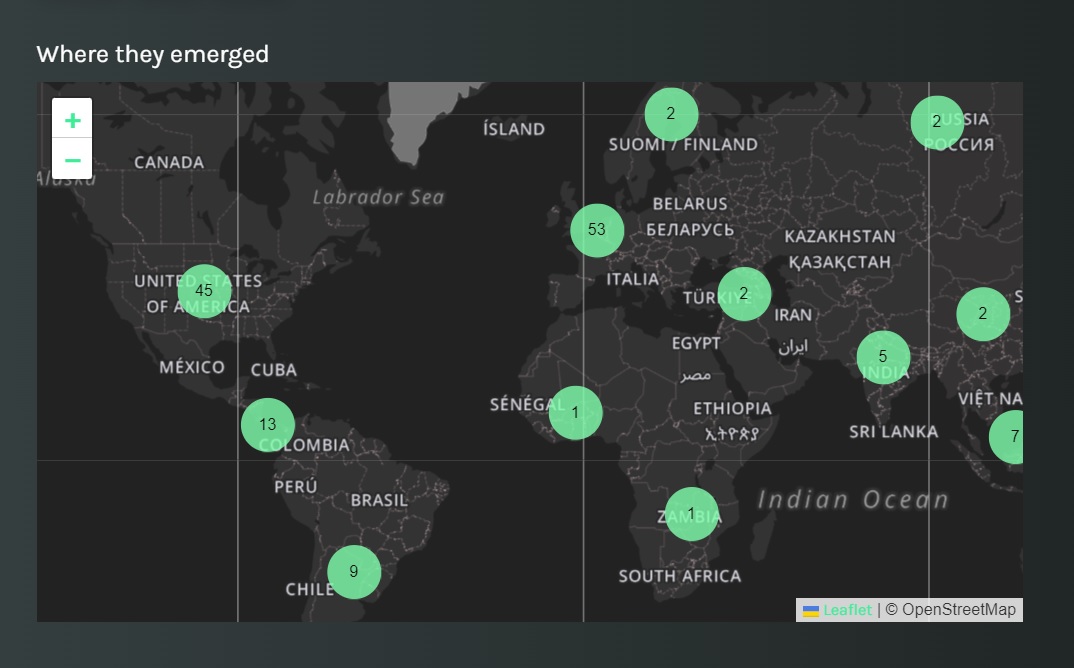 Where they emerged
+
−
2
2
RUSSIA
РОССИЯ
ÍSLAND
SUOMI / FINLAND
CANADA
Alaska
Labrador Sea
BELARUS
БЕЛАРУСЬ
53
KAZAKHSTAN
ҚАЗАҚСТАН
ITALIA
UNITED STATES
OF AMERICA
45
TÜRKİYE
2
IRAN
ایران
2
S
EGYPT
مصر
5
INDIA
MÉXICO
CUBA
SÉNÉGAL
1
ETHIOPIA
ኢትዮጵያ
VIỆT NA
13
COLOMBIA
SRI LANKA
7
PERÚ
BRASIL
Indian Ocean
ZAMBIA
1
9
CHILE
SOUTH AFRICA
Leaflet | © OpenStreetMap